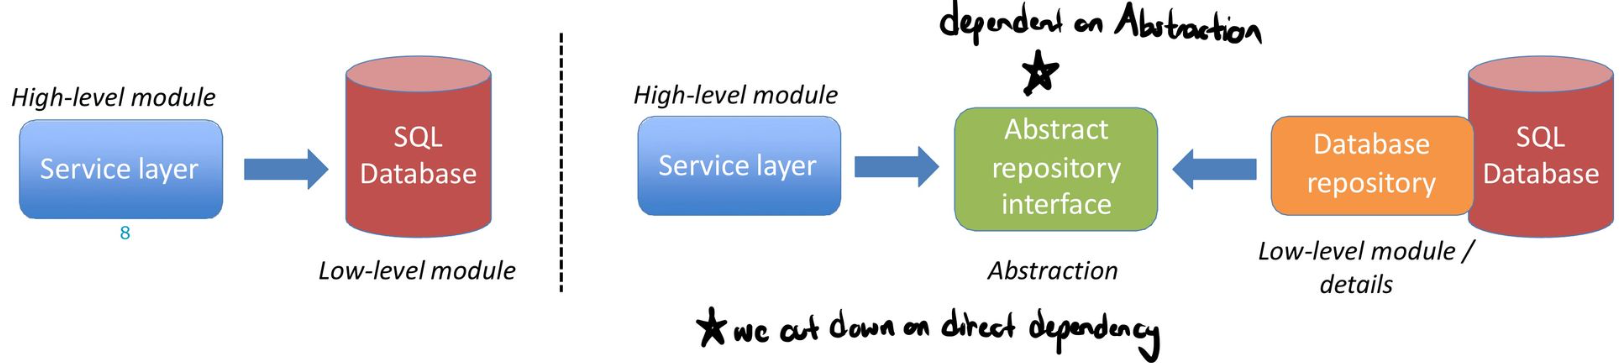 High-level module
Service layer
8
SQL
Database
Low-level module
dependent on Abstraction
High-level module
Service layer
Abstract
repository
interface
Abstraction
Database
repository
SQL
Database
Low-level module /
details
we cut down on direct dependency